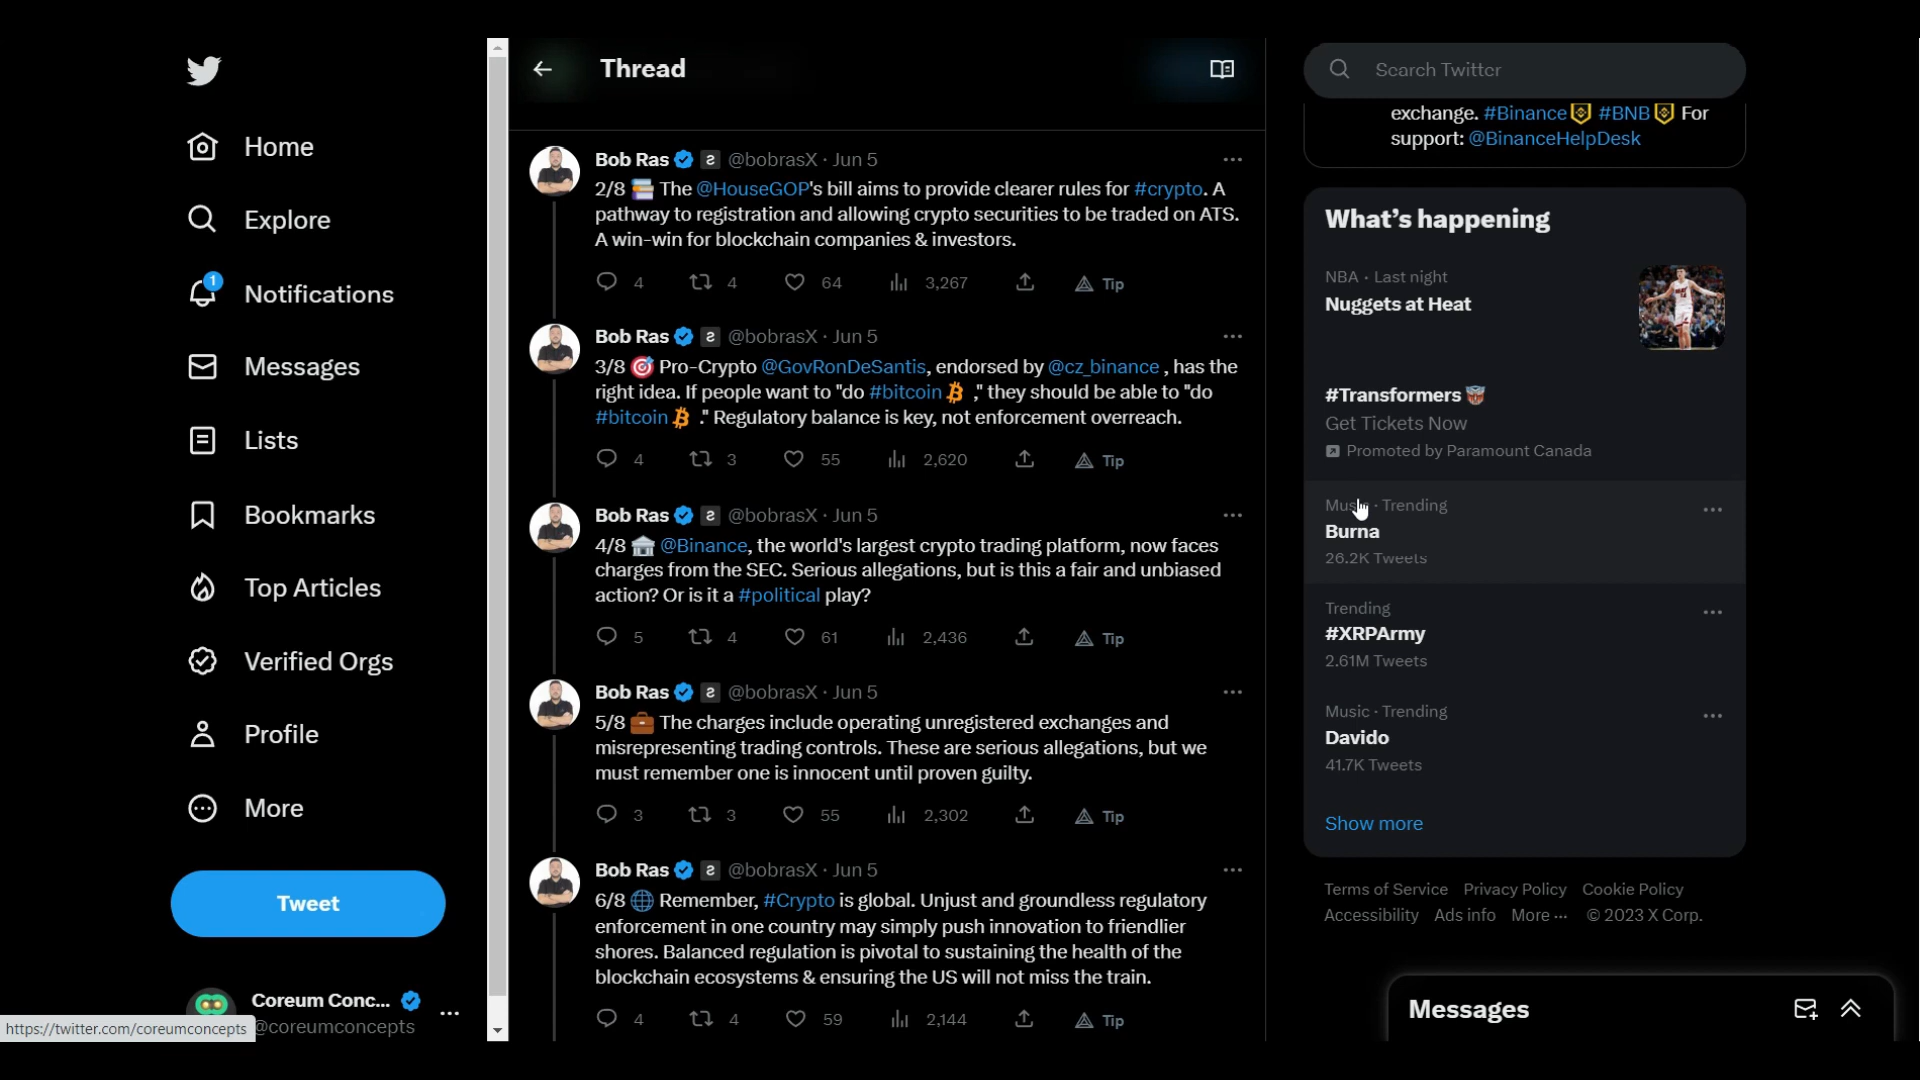 Home
Explore
1
Notifications
Messages
Lists
Bookmarks
Top Articles
Verified Orgs
Profile
More
Tweet
Coreum Conc...
@coreumconcepts
https://twitter.com/coreumconcepts
Thread
Bob Ras @bobrasX · Jun 5
2/8 📚 The @HouseGOP's bill aims to provide clearer rules for #crypto. A
pathway to registration and allowing crypto securities to be traded on ATS.
A win-win for blockchain companies & investors.
4 4 64 3,267 Tip
Bob Ras @bobrasX · Jun 5
3/8 🎯 Pro-Crypto @GovRonDeSantis, endorsed by @cz_binance , has the
right idea. If people want to "do #bitcoin ," they should be able to "do
#bitcoin ." Regulatory balance is key, not enforcement overreach.
4 3 55 2,620 Tip
Bob Ras @bobrasX · Jun 5
4/8 🏛️ @Binance, the world's largest crypto trading platform, now faces
charges from the SEC. Serious allegations, but is this a fair and unbiased
action? Or is it a #political play?
5 4 61 2,436 Tip
Bob Ras @bobrasX · Jun 5
5/8 💼 The charges include operating unregistered exchanges and
misrepresenting trading controls. These are serious allegations, but we
must remember one is innocent until proven guilty.
3 3 55 2,302 Tip
Bob Ras @bobrasX · Jun 5
6/8 🌐 Remember, #Crypto is global. Unjust and groundless regulatory
enforcement in one country may simply push innovation to friendlier
shores. Balanced regulation is pivotal to sustaining the health of the
blockchain ecosystems & ensuring the US will not miss the train.
4 4 59 2,144 Tip
Search Twitter
exchange. #Binance #BNB For
support: @BinanceHelpDesk
What's happening
NBA · Last night
Nuggets at Heat
#Transformers
Get Tickets Now
Promoted by Paramount Canada
Music · Trending
Burna
26.2K Tweets
Trending
#XRPArmy
2.61M Tweets
Music · Trending
Davido
41.7K Tweets
Show more
Terms of Service Privacy Policy Cookie Policy
Accessibility Ads info More ··· © 2023 X Corp.
Messages